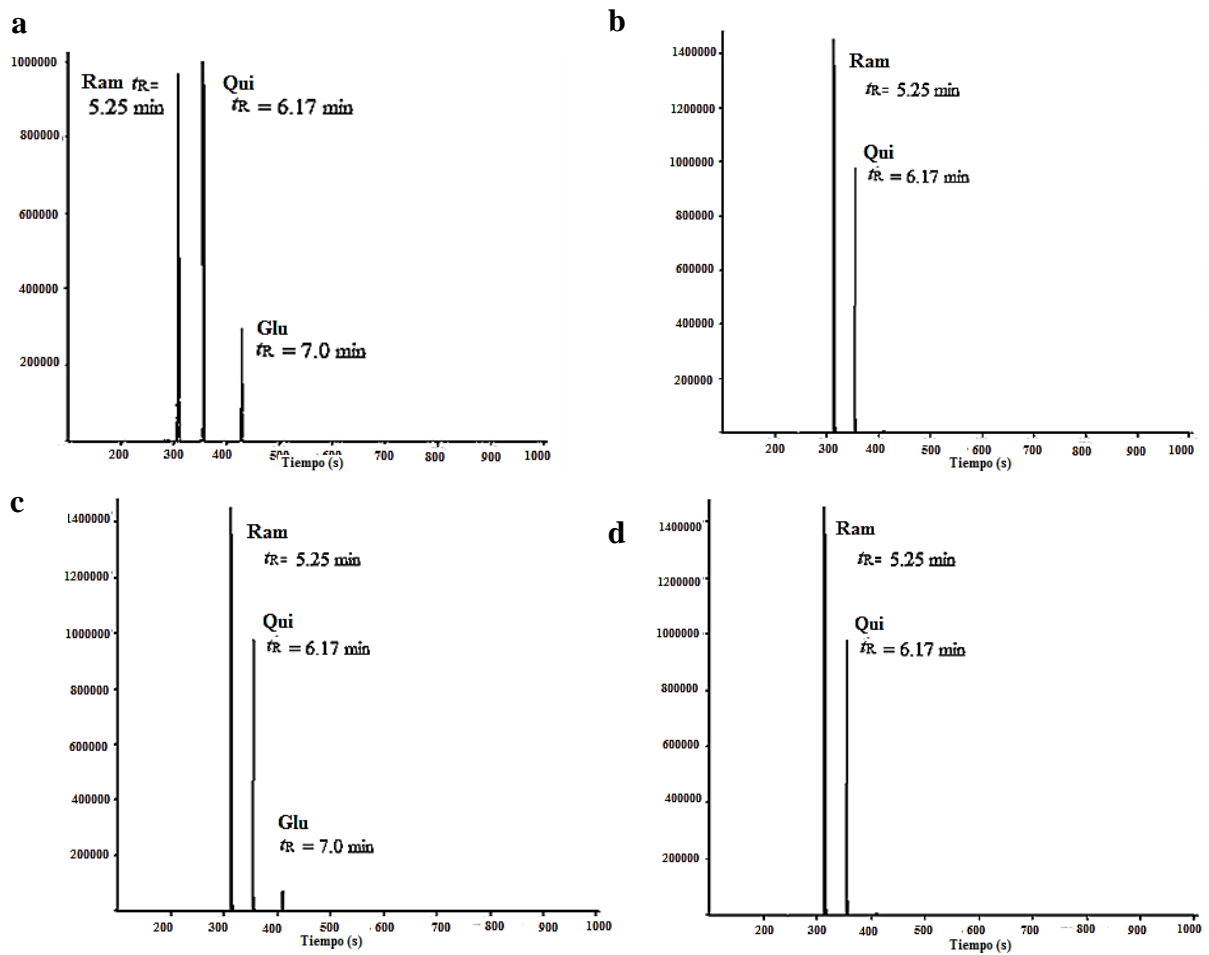 a
1000000
800000
600000
400000
200000
Ram tR=
5.25 min
Qui
tR = 6.17 min
Glu
tR = 7.0 min
200 300 400 500 600 700 800 900 1000
Tiempo (s)
b
1400000
1200000
1000000
800000
600000
400000
200000
Ram
tR= 5.25 min
Qui
tR = 6.17 min
200 300 400 500 600 700 800 900 1000
Tiempo (s)
c
1400000
1200000
1000000
800000
600000
400000
200000
Ram
tR= 5.25 min
Qui
tR = 6.17 min
Glu
tR = 7.0 min
200 300 400 500 600 700 800 900 1000
Tiempo (s)
d
1400000
1200000
1000000
800000
600000
400000
200000
Ram
tR= 5.25 min
Qui
tR = 6.17 min
200 300 400 500 600 700 800 900 1000
Tiempo (s)